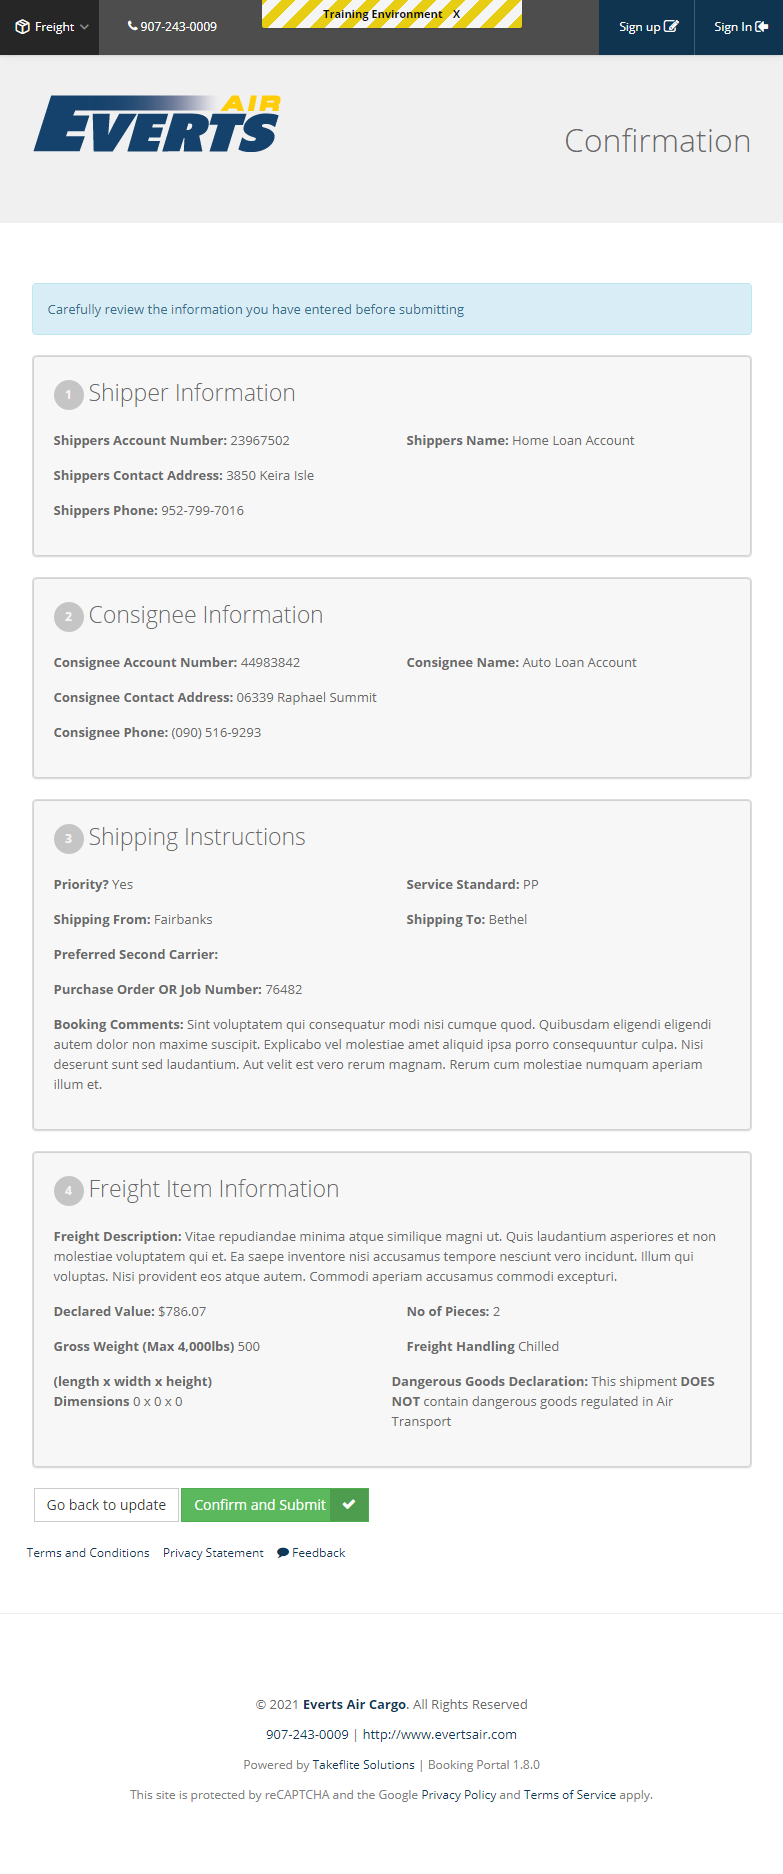 Freight
907-243-0009
Training Environment X
Sign up
Sign In
AIR
EVERTS
Confirmation
Carefully review the information you have entered before submitting
1 Shipper Information
Shippers Account Number: 23967502
Shippers Name: Home Loan Account
Shippers Contact Address: 3850 Keira Isle
Shippers Phone: 952-799-7016
2 Consignee Information
Consignee Account Number: 44983842
Consignee Name: Auto Loan Account
Consignee Contact Address: 06339 Raphael Summit
Consignee Phone: (090) 516-9293
3 Shipping Instructions
Priority? Yes
Service Standard: PP
Shipping From: Fairbanks
Shipping To: Bethel
Preferred Second Carrier:
Purchase Order OR Job Number: 76482
Booking Comments: Sint voluptatem qui consequatur modi nisi cumque quod. Quibusdam eligendi eligendi
autem dolor non maxime suscipit. Explicabo vel molestiae amet aliquid ipsa porro consequuntur culpa. Nisi
deserunt sunt sed laudantium. Aut velit est vero rerum magnam. Rerum cum molestiae numquam aperiam
illum et.
4 Freight Item Information
Freight Description: Vitae repudiandae minima atque similique magni ut. Quis laudantium asperiores et non
molestiae voluptatem qui et. Ea saepe inventore nisi accusamus tempore nesciunt vero incidunt. Illum qui
voluptas. Nisi provident eos atque autem. Commodi aperiam accusamus commodi excepturi.
Declared Value: $786.07
No of Pieces: 2
Gross Weight (Max 4,000lbs) 500
Freight Handling Chilled
(length x width x height)
Dimensions 0 x 0 x 0
Dangerous Goods Declaration: This shipment DOES
NOT contain dangerous goods regulated in Air
Transport
Go back to update
Confirm and Submit
Terms and Conditions
Privacy Statement
Feedback
© 2021 Everts Air Cargo. All Rights Reserved
907-243-0009 | http://www.evertsair.com
Powered by Takeflite Solutions | Booking Portal 1.8.0
This site is protected by reCAPTCHA and the Google Privacy Policy and Terms of Service apply.